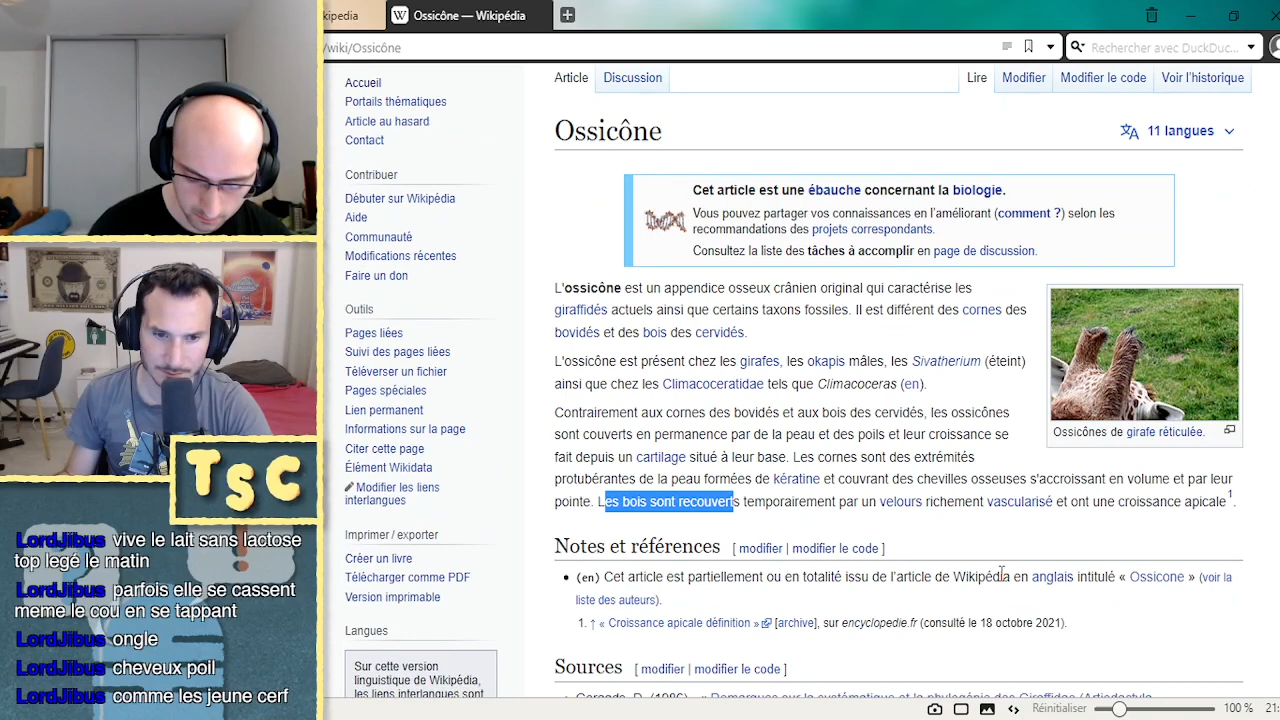 kipedia
Ossicône — Wikipédia
/wiki/Ossicône
Rechercher avec DuckDuc...
Accueil
Portails thématiques
Article au hasard
Contact
Contribuer
Débuter sur Wikipédia
Aide
Communauté
Modifications récentes
Faire un don
Outils
Pages liées
Suivi des pages liées
Téléverser un fichier
Pages spéciales
Lien permanent
Informations sur la page
Citer cette page
Élément Wikidata
Modifier les liens
interlangues
Imprimer / exporter
Créer un livre
Télécharger comme PDF
Version imprimable
Langues
Sur cette version
linguistique de Wikipédia,
les liens interlangues sont
Article Discussion Lire Modifier Modifier le code Voir l'historique
Ossicône
11 langues
Cet article est une ébauche concernant la biologie.
Vous pouvez partager vos connaissances en l'améliorant (comment ?) selon les
recommandations des projets correspondants.
Consultez la liste des tâches à accomplir en page de discussion.
L'ossicône est un appendice osseux crânien original qui caractérise les
giraffidés actuels ainsi que certains taxons fossiles. Il est différent des cornes des
bovidés et des bois des cervidés.
L'ossicône est présent chez les girafes, les okapis mâles, les Sivatherium (éteint)
ainsi que chez les Climacoceratidae tels que Climacoceras (en).
Contrairement aux cornes des bovidés et aux bois des cervidés, les ossicônes
sont couverts en permanence par de la peau et des poils et leur croissance se
fait depuis un cartilage situé à leur base. Les cornes sont des extrémités
protubérantes de la peau formées de kératine et couvrant des chevilles osseuses s'accroissant en volume et par leur
pointe. Les bois sont recouverts temporairement par un velours richement vascularisé et ont une croissance apicale1.
Ossicônes de girafe réticulée.
Notes et références [ modifier | modifier le code ]
• (en) Cet article est partiellement ou en totalité issu de l'article de Wikipédia en anglais intitulé « Ossicone » (voir la
liste des auteurs).
1. ↑ « Croissance apicale définition » [archive], sur encyclopedie.fr (consulté le 18 octobre 2021).
Sources [ modifier | modifier le code ]
Réinitialiser 100 % 21:
TSC
LordJibus vive le lait sans lactose
top legé le matin
LordJibus parfois elle se cassent
meme le cou en se tappant
LordJibus ongle
LordJibus cheveux poil
LordJibus comme les jeune cerf